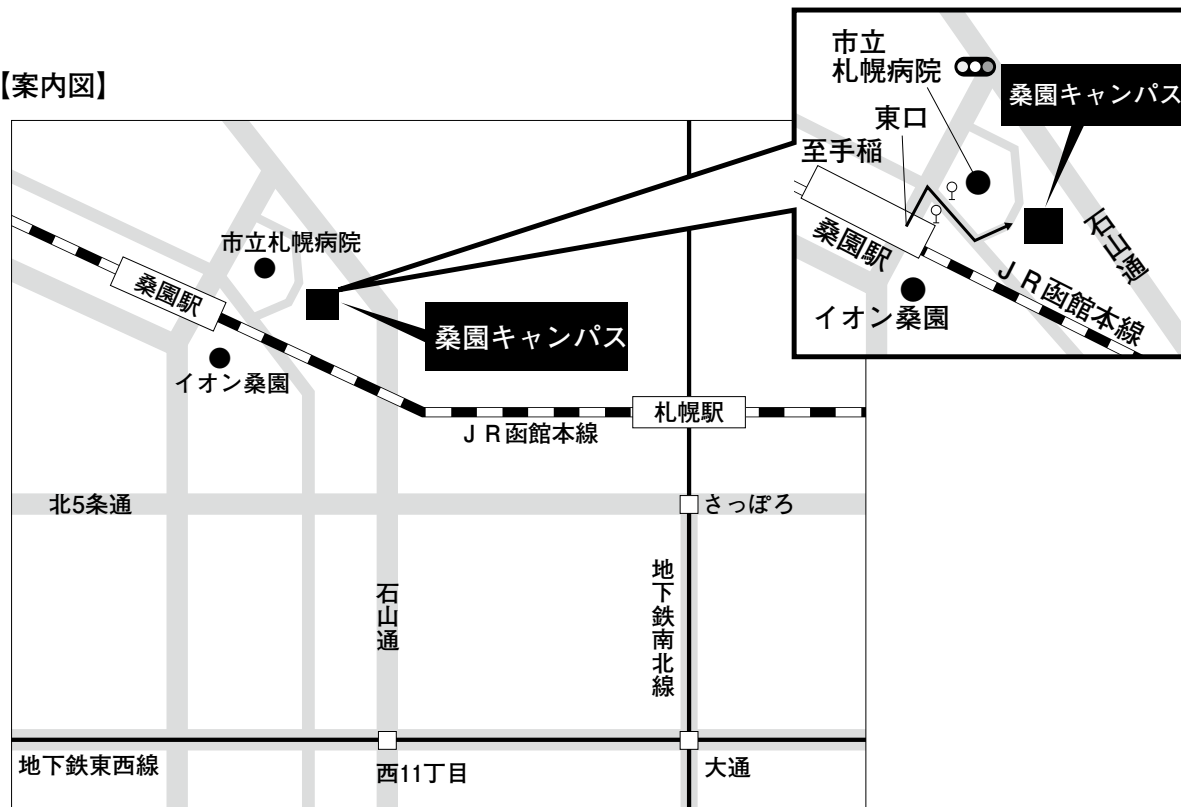 【案内図】
市立
札幌病院
桑園キャンパス
東口
至手稲
桑園駅
石山通
JR函館本線
イオン桑園
市立札幌病院
桑園駅
桑園キャンパス
イオン桑園
札幌駅
JR函館本線
北5条通
さっぽろ
石山通
地下鉄南北線
地下鉄東西線
西11丁目
大通